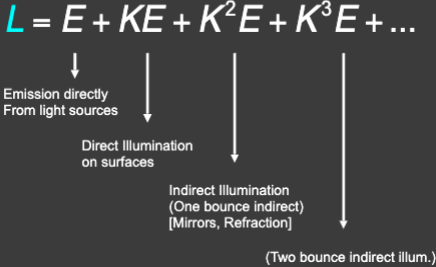 L = E + KE + K²E + K³E + ...
Emission directly
From light sources
Direct Illumination
on surfaces
Indirect Illumination
(One bounce indirect)
[Mirrors, Refraction]
(Two bounce indirect illum.)